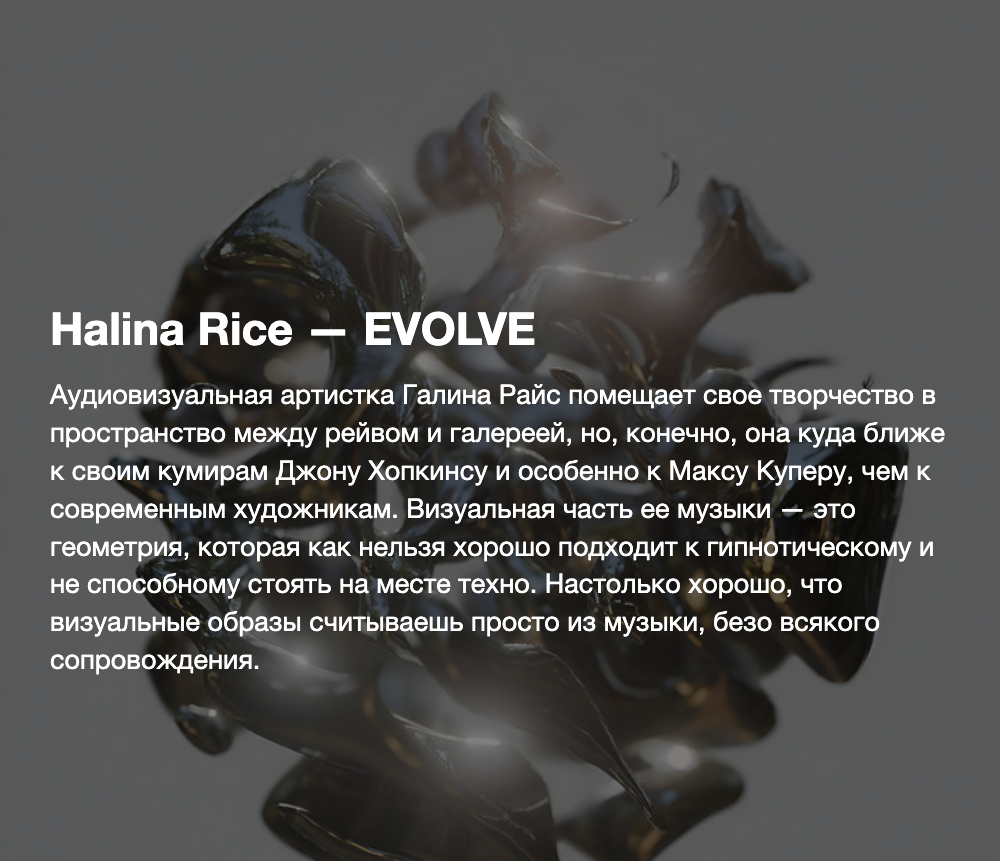 Halina Rice — EVOLVE
Аудиовизуальная артистка Галина Райс помещает свое творчество в
пространство между рейвом и галереей, но, конечно, она куда ближе
к своим кумирам Джону Хопкинсу и особенно к Максу Куперу, чем к
современным художникам. Визуальная часть ее музыки — это
геометрия, которая как нельзя хорошо подходит к гипнотическому и
не способному стоять на месте техно. Настолько хорошо, что
визуальные образы считываешь просто из музыки, безо всякого
сопровождения.